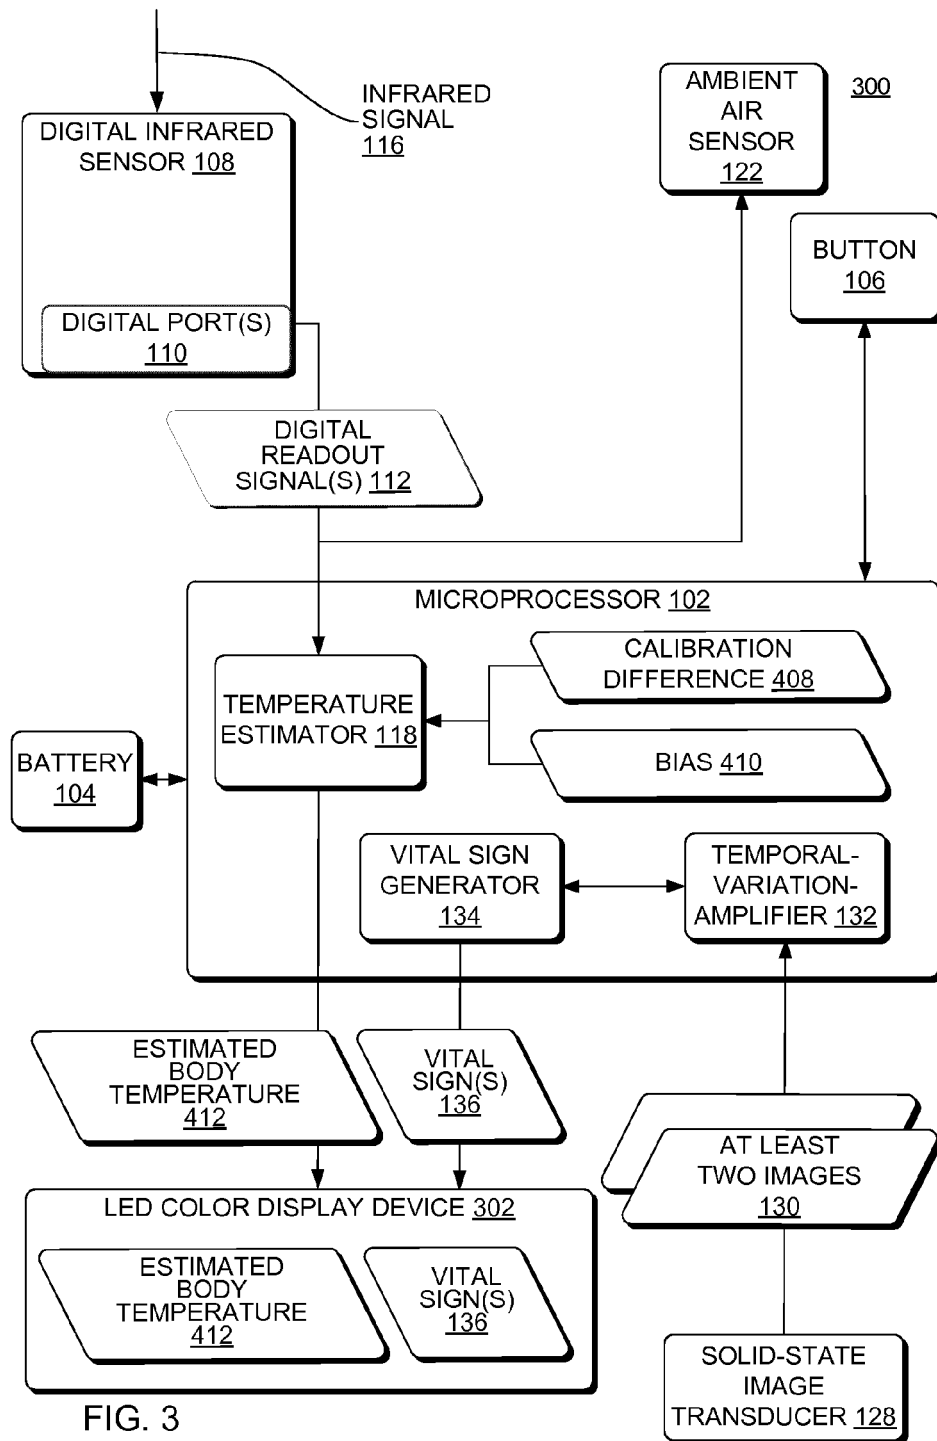 INFRARED
SIGNAL
116
AMBIENT
AIR
SENSOR
122
300
DIGITAL INFRARED
SENSOR 108
BUTTON
106
DIGITAL PORT(S)
110
DIGITAL
READOUT
SIGNAL(S) 112
MICROPROCESSOR 102
CALIBRATION
DIFFERENCE 408
TEMPERATURE
ESTIMATOR 118
BIAS 410
BATTERY
104
VITAL SIGN
GENERATOR
134
TEMPORAL-
VARIATION-
AMPLIFIER 132
ESTIMATED
BODY
TEMPERATURE
412
VITAL
SIGN(S)
136
AT LEAST
TWO IMAGES
130
LED COLOR DISPLAY DEVICE 302
ESTIMATED
BODY
TEMPERATURE
412
VITAL
SIGN(S)
136
SOLID-STATE
IMAGE
TRANSDUCER 128
FIG. 3